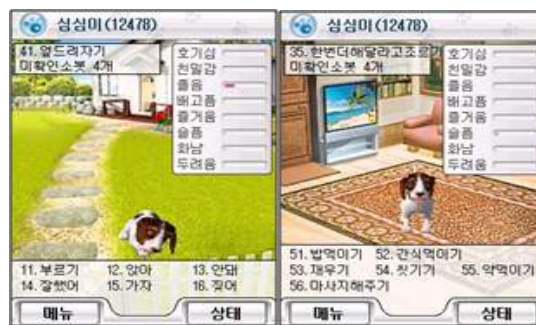 심심이(12478)
41.엎드려자기
미확인소봇 4개
호기심
친밀감
졸음
배고픔
즐거움
슬픔
화남
두려움
11.부르기 12.앉아 13.안돼
14.잘했어 15.가자 16.짖어
메뉴 상태
심심이(12478)
35.한번더해달라고조르기
미확인소봇 4개
호기심
친밀감
졸음
배고픔
즐거움
슬픔
화남
두려움
51.밥먹이기 52.간식먹이기
53.재우기 54.씻기기 55.약먹이기
56.마사지해주기
메뉴 상태